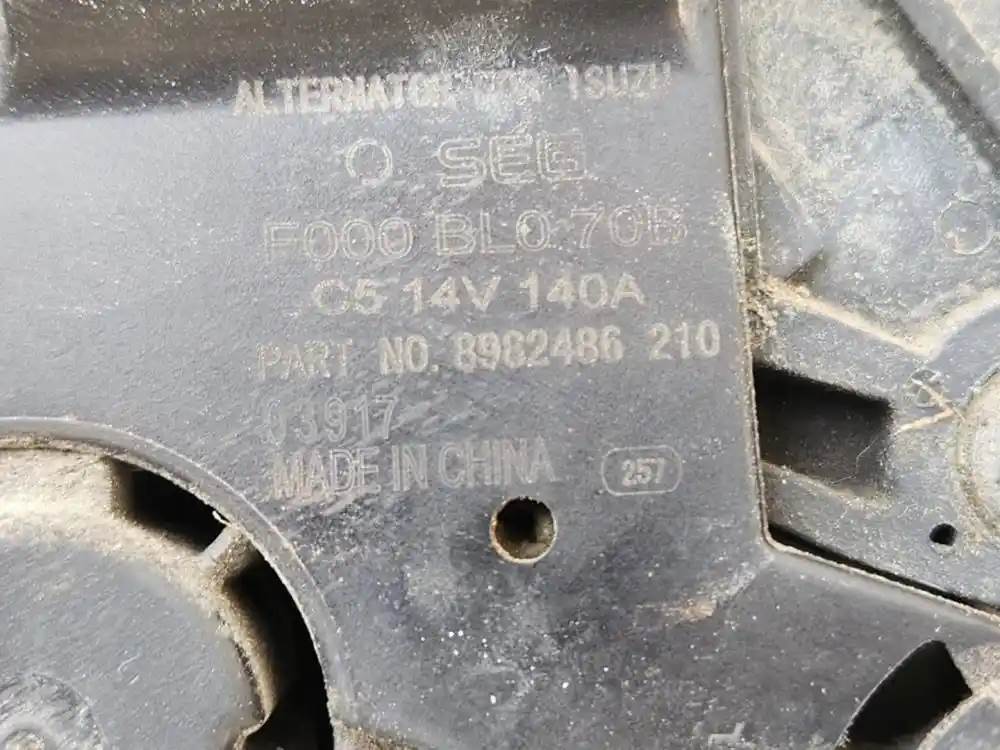 ALTERNATOR FOR ISUZU
SEG
F000 BL0 70B
C5 14V 140A
PART NO. 8982486 210
03917
MADE IN CHINA
257